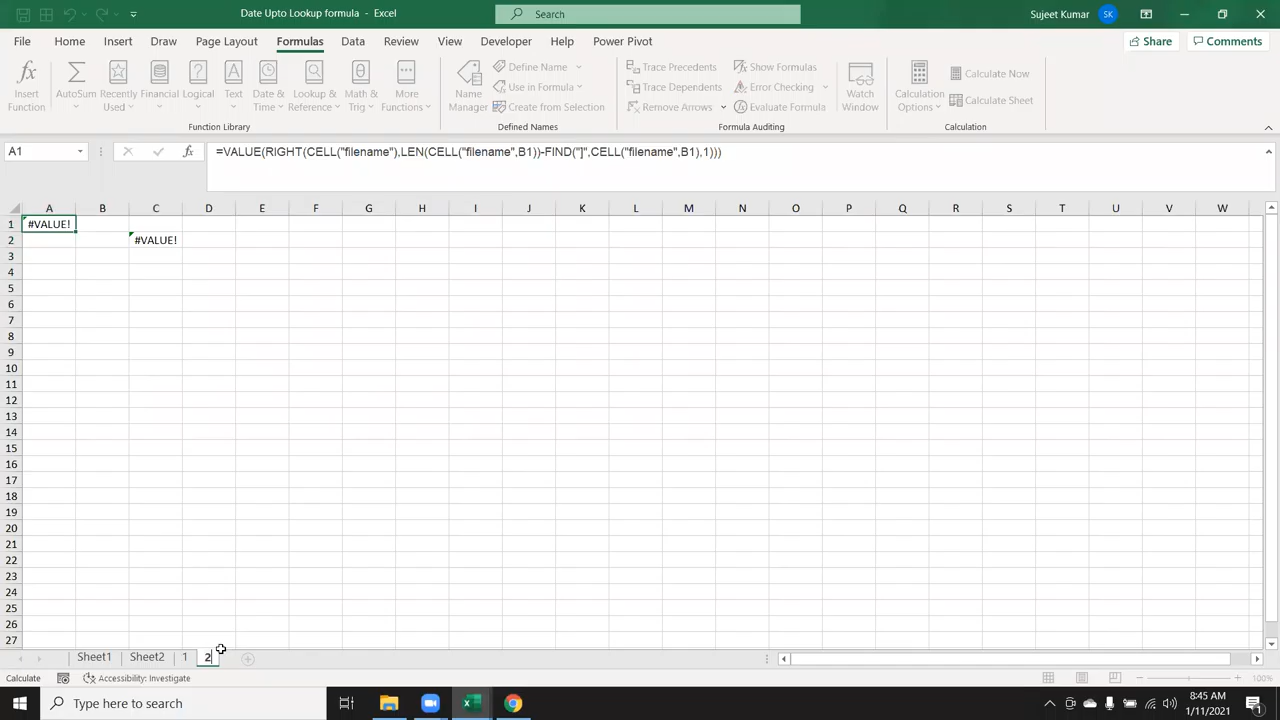 Date Upto Lookup formula - Excel
Search
Sujeet Kumar
SK
File Home Insert Draw Page Layout Formulas Data Review View Developer Help Power Pivot
Share
Comments
Insert Function
AutoSum
Recently Used
Financial
Logical
Text
Date & Time
Lookup & Reference
Math & Trig
More Functions
Function Library
Name Manager
Define Name
Use in Formula
Create from Selection
Defined Names
Trace Precedents
Trace Dependents
Remove Arrows
Show Formulas
Error Checking
Evaluate Formula
Formula Auditing
Watch Window
Calculation Options
Calculate Now
Calculate Sheet
Calculation
A1
fx
=VALUE(RIGHT(CELL("filename"),LEN(CELL("filename",B1))-FIND("]",CELL("filename",B1),1)))
A B C D E F G H I J K L M N O P Q R S T U V W
1 #VALUE!
2 #VALUE!
3
4
5
6
7
8
9
10
11
12
13
14
15
16
17
18
19
20
21
22
23
24
25
26
27
Sheet1 Sheet2 1 2
Calculate
Accessibility: Investigate
100%
Type here to search
8:45 AM
1/11/2021